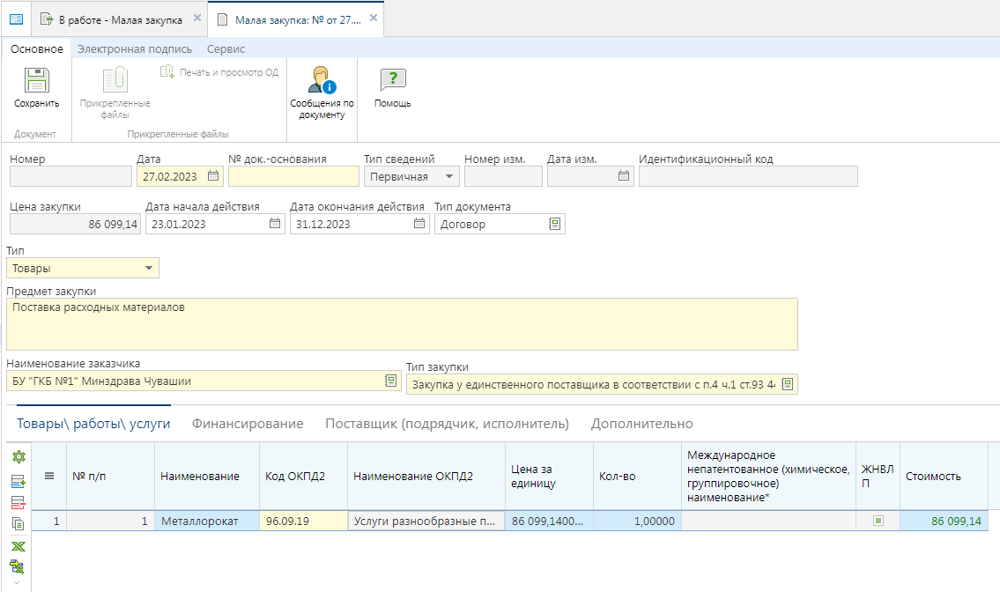 В работе - Малая закупка
Малая закупка: № от 27....
Основное Электронная подпись Сервис
Сохранить
Прикрепленные файлы
Печать и просмотр ОД
Сообщения по документу
Помощь
Документ
Прикрепленные файлы
Номер Дата № док.-основания Тип сведений Номер изм. Дата изм. Идентификационный код
27.02.2023 Первичная
Цена закупки Дата начала действия Дата окончания действия Тип документа
86 099,14 23.01.2023 31.12.2023 Договор
Тип
Товары
Предмет закупки
Поставка расходных материалов
Наименование заказчика Тип закупки
БУ "ГКБ №1" Минздрава Чувашии Закупка у единственного поставщика в соответствии с п.4 ч.1 ст.93 44
Товары\ работы\ услуги Финансирование Поставщик (подрядчик, исполнитель) Дополнительно
№ п/п Наименование Код ОКПД2 Наименование ОКПД2 Цена за единицу Кол-во Международное непатентованное (химическое, группировочное) наименование* ЖНВЛП Стоимость
1 1 Металлорокат 96.09.19 Услуги разнообразные п... 86 099,1400... 1,00000 86 099,14